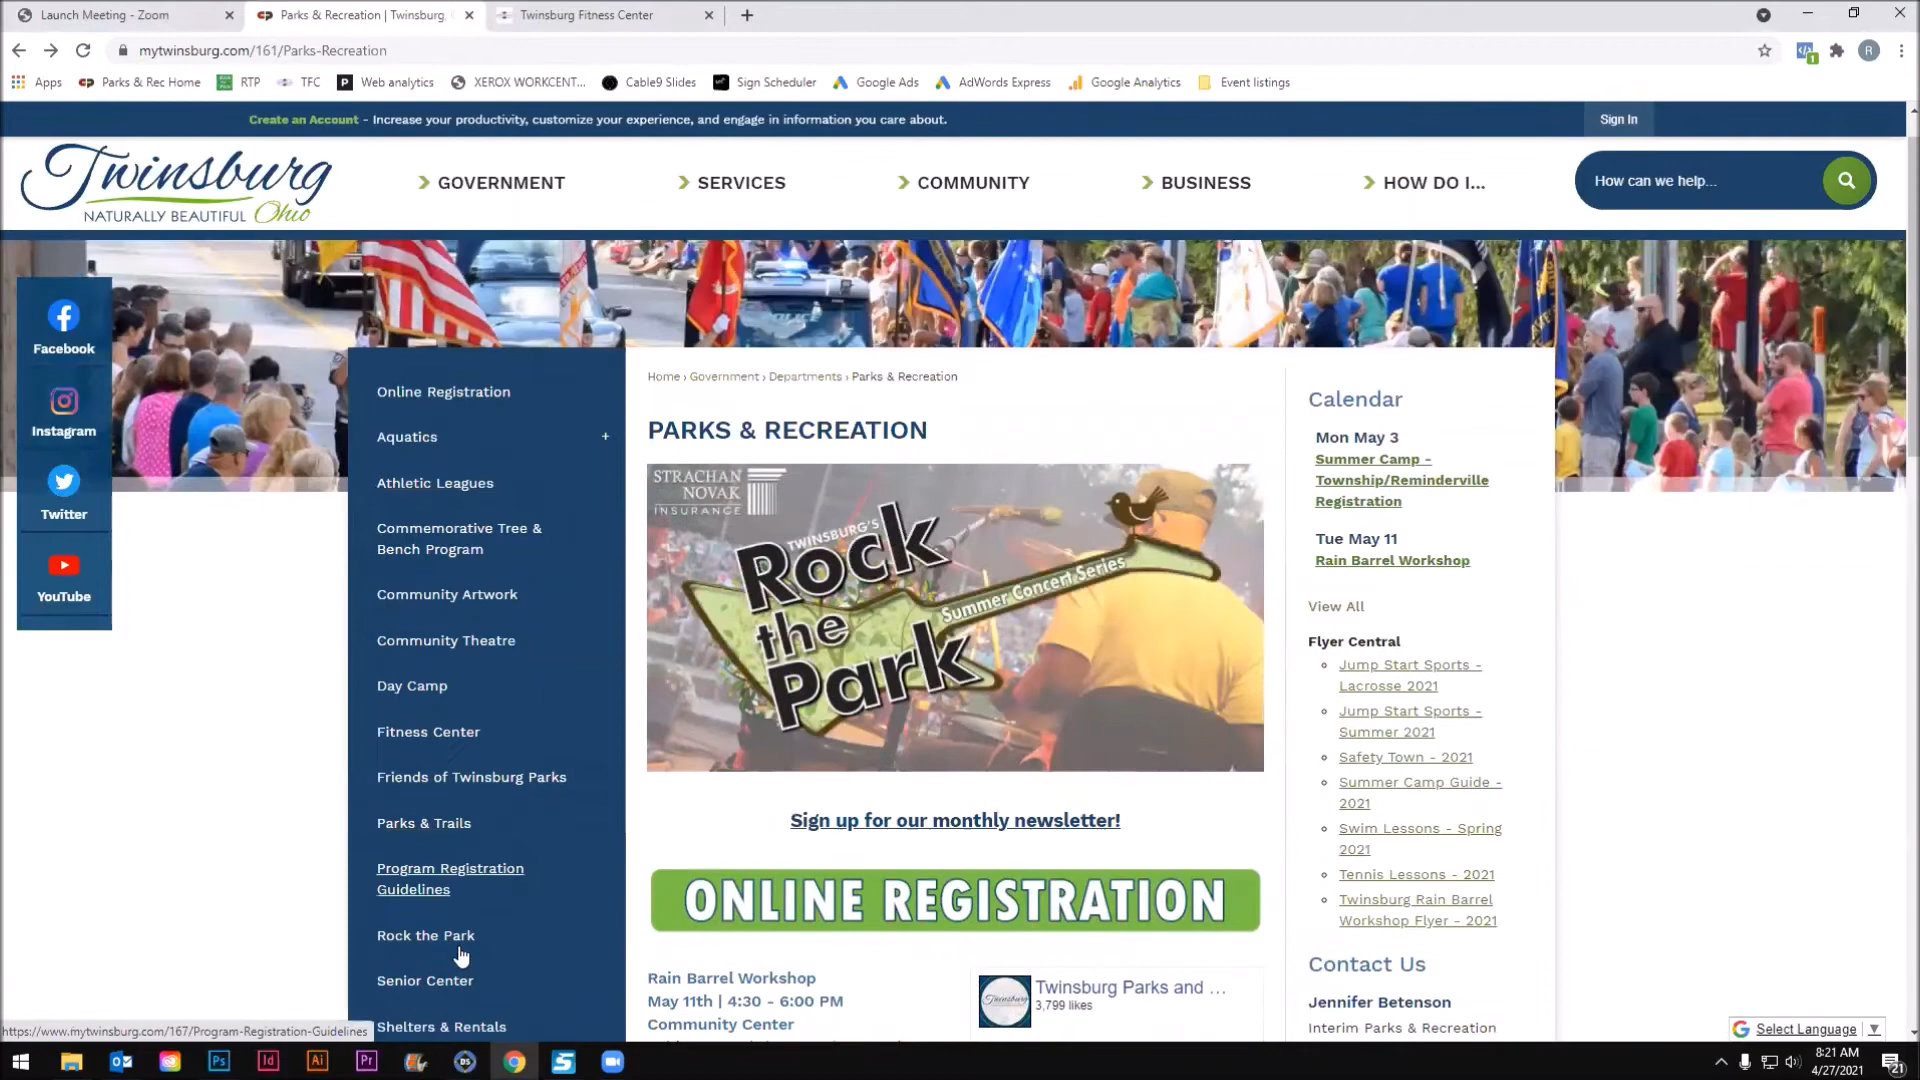 Launch Meeting - Zoom
Parks & Recreation | Twinsburg,
Twinsburg Fitness Center
mytwinsburg.com/161/Parks-Recreation
R
1
Apps
Parks & Rec Home
RTP
TFC
Web analytics
XEROX WORKCENT...
Cable9 Slides
Sign Scheduler
Google Ads
AdWords Express
Google Analytics
Event listings
Create an Account - Increase your productivity, customize your experience, and engage in information you care about.
Sign In
Twinsburg
NATURALLY BEAUTIFUL Ohio
GOVERNMENT
SERVICES
COMMUNITY
BUSINESS
HOW DO I...
How can we help...
Facebook
Instagram
Twitter
YouTube
Online Registration
Aquatics +
Athletic Leagues
Commemorative Tree &
Bench Program
Community Artwork
Community Theatre
Day Camp
Fitness Center
Friends of Twinsburg Parks
Parks & Trails
Program Registration
Guidelines
Rock the Park
Senior Center
Shelters & Rentals
Home › Government › Departments › Parks & Recreation
PARKS & RECREATION
STRACHAN
NOVAK
INSURANCE
TWINSBURG'S
Rock
the
Park
Summer Concert Series
Sign up for our monthly newsletter!
ONLINE REGISTRATION
Rain Barrel Workshop
May 11th | 4:30 - 6:00 PM
Community Center
Twinsburg Parks and ...
3,799 likes
Calendar
Mon May 3
Summer Camp -
Township/Reminderville
Registration
Tue May 11
Rain Barrel Workshop
View All
Flyer Central
Jump Start Sports -
Lacrosse 2021
Jump Start Sports -
Summer 2021
Safety Town - 2021
Summer Camp Guide -
2021
Swim Lessons - Spring
2021
Tennis Lessons - 2021
Twinsburg Rain Barrel
Workshop Flyer - 2021
Contact Us
Jennifer Betenson
Interim Parks & Recreation
Select Language
https://www.mytwinsburg.com/167/Program-Registration-Guidelines
Ps
Id
Ai
Pr
DS
S
8:21 AM
4/27/2021
21